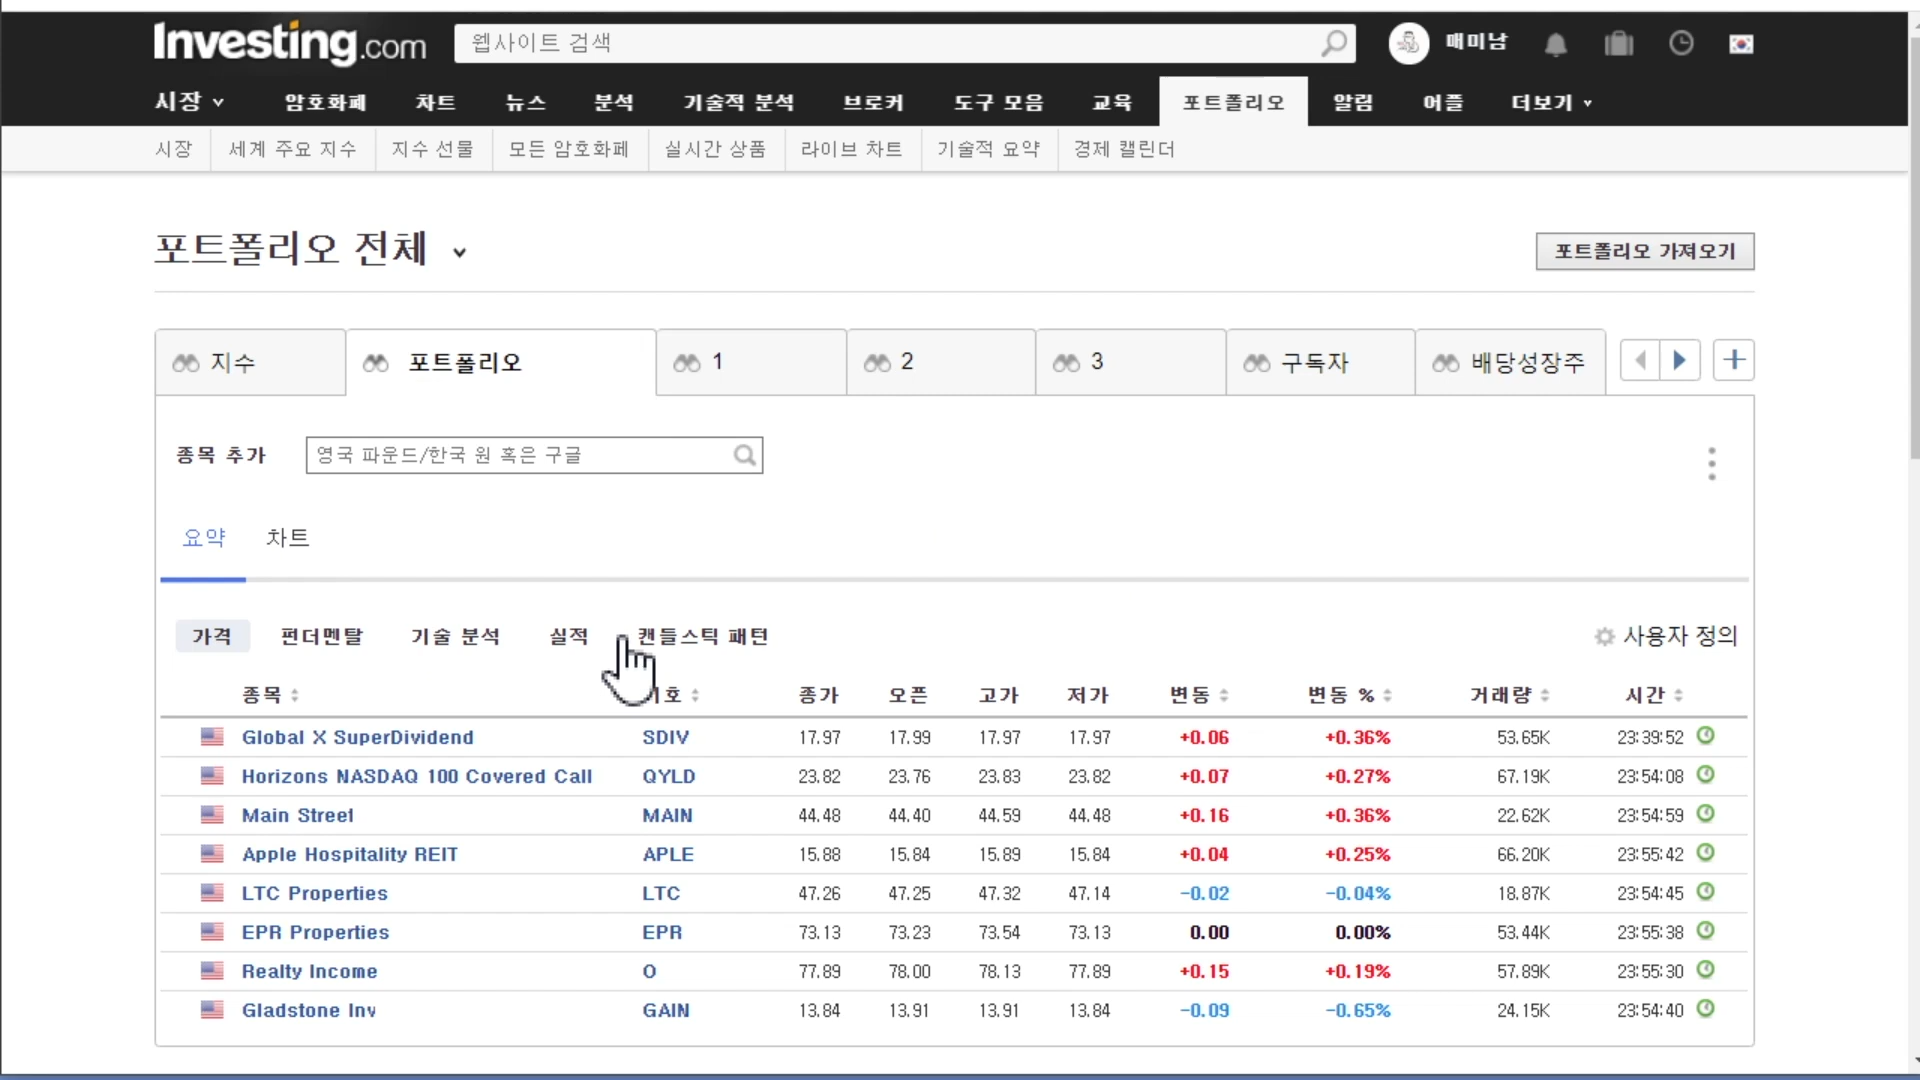 Investing.com 웹사이트 검색 매미남
시장 암호화폐 차트 뉴스 분석 기술적 분석 브로커 도구 모음 교육 포트폴리오 알림 어플 더보기
시장 세계 주요 지수 지수 선물 모든 암호화폐 실시간 상품 라이브 차트 기술적 요약 경제 캘린더
포트폴리오 전체 포트폴리오 가져오기
지수 포트폴리오 1 2 3 구독자 배당성장주
종목 추가 영국 파운드/한국 원 혹은 구글
요약 차트
가격 펀더멘탈 기술 분석 실적 캔들스틱 패턴 사용자 정의
종목 호 종가 오픈 고가 저가 변동 변동 % 거래량 시간
Global X SuperDividend SDIV 17.97 17.99 17.97 17.97 +0.06 +0.36% 53.65K 23:39:52
Horizons NASDAQ 100 Covered Call QYLD 23.82 23.76 23.83 23.82 +0.07 +0.27% 67.19K 23:54:08
Main Street MAIN 44.48 44.40 44.59 44.48 +0.16 +0.36% 22.62K 23:54:59
Apple Hospitality REIT APLE 15.88 15.84 15.89 15.84 +0.04 +0.25% 66.20K 23:55:42
LTC Properties LTC 47.26 47.25 47.32 47.14 -0.02 -0.04% 18.87K 23:54:45
EPR Properties EPR 73.13 73.23 73.54 73.13 0.00 0.00% 53.44K 23:55:38
Realty Income O 77.89 78.00 78.13 77.89 +0.15 +0.19% 57.89K 23:55:30
Gladstone Inv GAIN 13.84 13.91 13.91 13.84 -0.09 -0.65% 24.15K 23:54:40